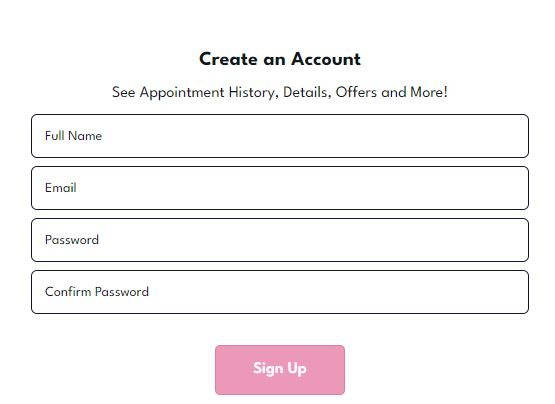 Create an Account
See Appointment History, Details, Offers and More!
Full Name
Email
Password
Confirm Password
Sign Up